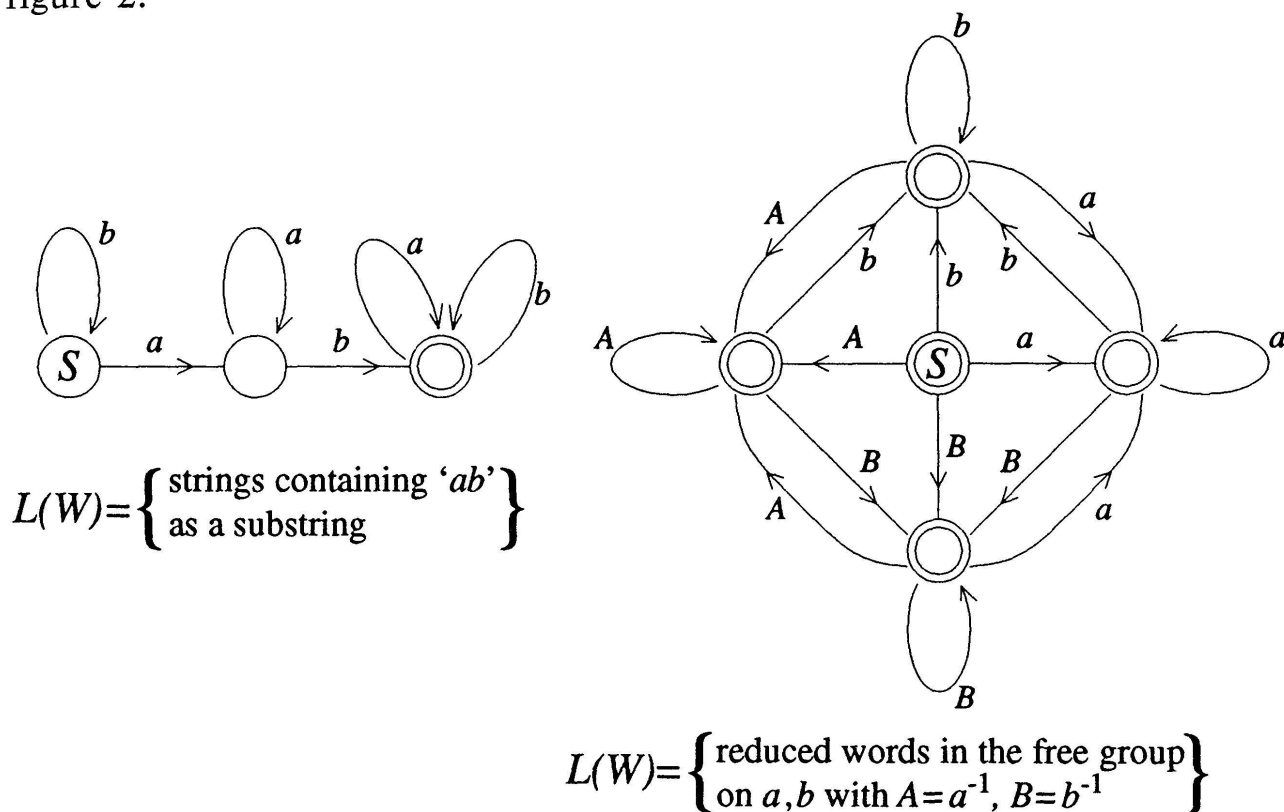 figure 2.
b
a
a
b
S
a
b
L(W)={strings containing ‘ab’
as a substring}
b
A
a
b
b
b
A
A
S
a
a
B
B
B
A
a
B
L(W)={reduced words in the free group
on a,b with A=a⁻¹, B=b⁻¹}